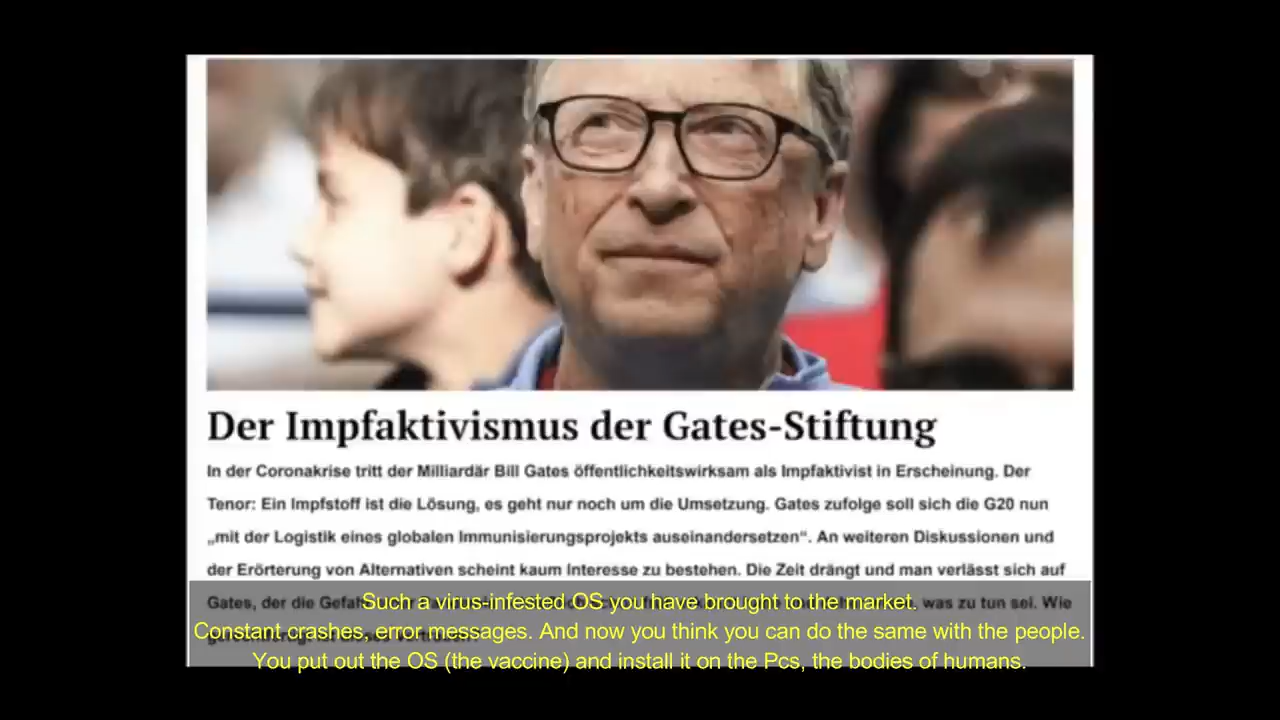 Der Impfaktivismus der Gates-Stiftung
In der Coronakrise tritt der Milliardär Bill Gates öffentlichkeitswirksam als Impfaktivist in Erscheinung. Der
Tenor: Ein Impfstoff ist die Lösung, es geht nur noch um die Umsetzung. Gates zufolge soll sich die G20 nun
„mit der Logistik eines globalen Immunisierungsprojekts auseinandersetzen“. An weiteren Diskussionen und
der Erörterung von Alternativen scheint kaum Interesse zu bestehen. Die Zeit drängt und man verlässt sich auf
Gates, der die was zu tun sei. Wie
Such a virus-infested OS you have brought to the market.
Constant crashes, error messages. And now you think you can do the same with the people.
You put out the OS (the vaccine) and install it on the Pcs, the bodies of humans.